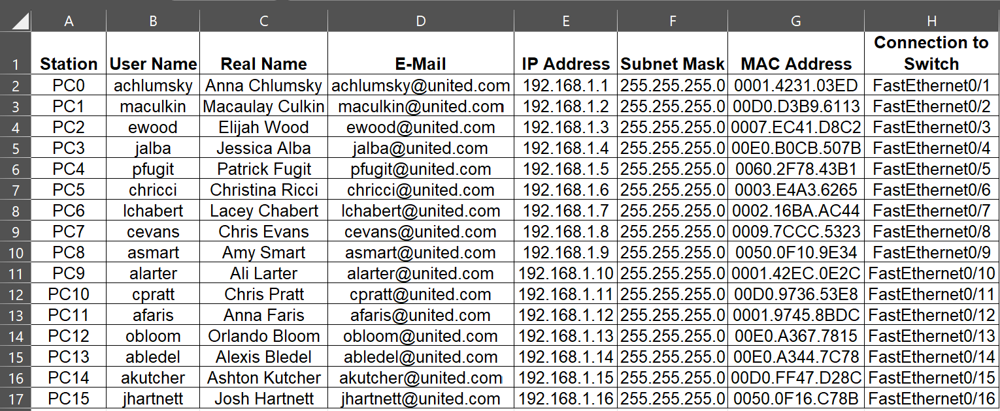 A B C D E F G H
1 Station User Name Real Name E-Mail IP Address Subnet Mask MAC Address Connection to Switch
2 PC0 achlumsky Anna Chlumsky achlumsky@united.com 192.168.1.1 255.255.255.0 0001.4231.03ED FastEthernet0/1
3 PC1 maculkin Macaulay Culkin maculkin@united.com 192.168.1.2 255.255.255.0 00D0.D3B9.6113 FastEthernet0/2
4 PC2 ewood Elijah Wood ewood@united.com 192.168.1.3 255.255.255.0 0007.EC41.D8C2 FastEthernet0/3
5 PC3 jalba Jessica Alba jalba@united.com 192.168.1.4 255.255.255.0 00E0.B0CB.507B FastEthernet0/4
6 PC4 pfugit Patrick Fugit pfugit@united.com 192.168.1.5 255.255.255.0 0060.2F78.43B1 FastEthernet0/5
7 PC5 chricci Christina Ricci chricci@united.com 192.168.1.6 255.255.255.0 0003.E4A3.6265 FastEthernet0/6
8 PC6 lchabert Lacey Chabert lchabert@united.com 192.168.1.7 255.255.255.0 0002.16BA.AC44 FastEthernet0/7
9 PC7 cevans Chris Evans cevans@united.com 192.168.1.8 255.255.255.0 0009.7CCC.5323 FastEthernet0/8
10 PC8 asmart Amy Smart asmart@united.com 192.168.1.9 255.255.255.0 0050.0F10.9E34 FastEthernet0/9
11 PC9 alarter Ali Larter alarter@united.com 192.168.1.10 255.255.255.0 0001.42EC.0E2C FastEthernet0/10
12 PC10 cpratt Chris Pratt cpratt@united.com 192.168.1.11 255.255.255.0 00D0.9736.53E8 FastEthernet0/11
13 PC11 afaris Anna Faris afaris@united.com 192.168.1.12 255.255.255.0 0001.9745.8BDC FastEthernet0/12
14 PC12 obloom Orlando Bloom obloom@united.com 192.168.1.13 255.255.255.0 00E0.A367.7815 FastEthernet0/13
15 PC13 abledel Alexis Bledel abledel@united.com 192.168.1.14 255.255.255.0 00E0.A344.7C78 FastEthernet0/14
16 PC14 akutcher Ashton Kutcher akutcher@united.com 192.168.1.15 255.255.255.0 00D0.FF47.D28C FastEthernet0/15
17 PC15 jhartnett Josh Hartnett jhartnett@united.com 192.168.1.16 255.255.255.0 0050.0F16.C78B FastEthernet0/16